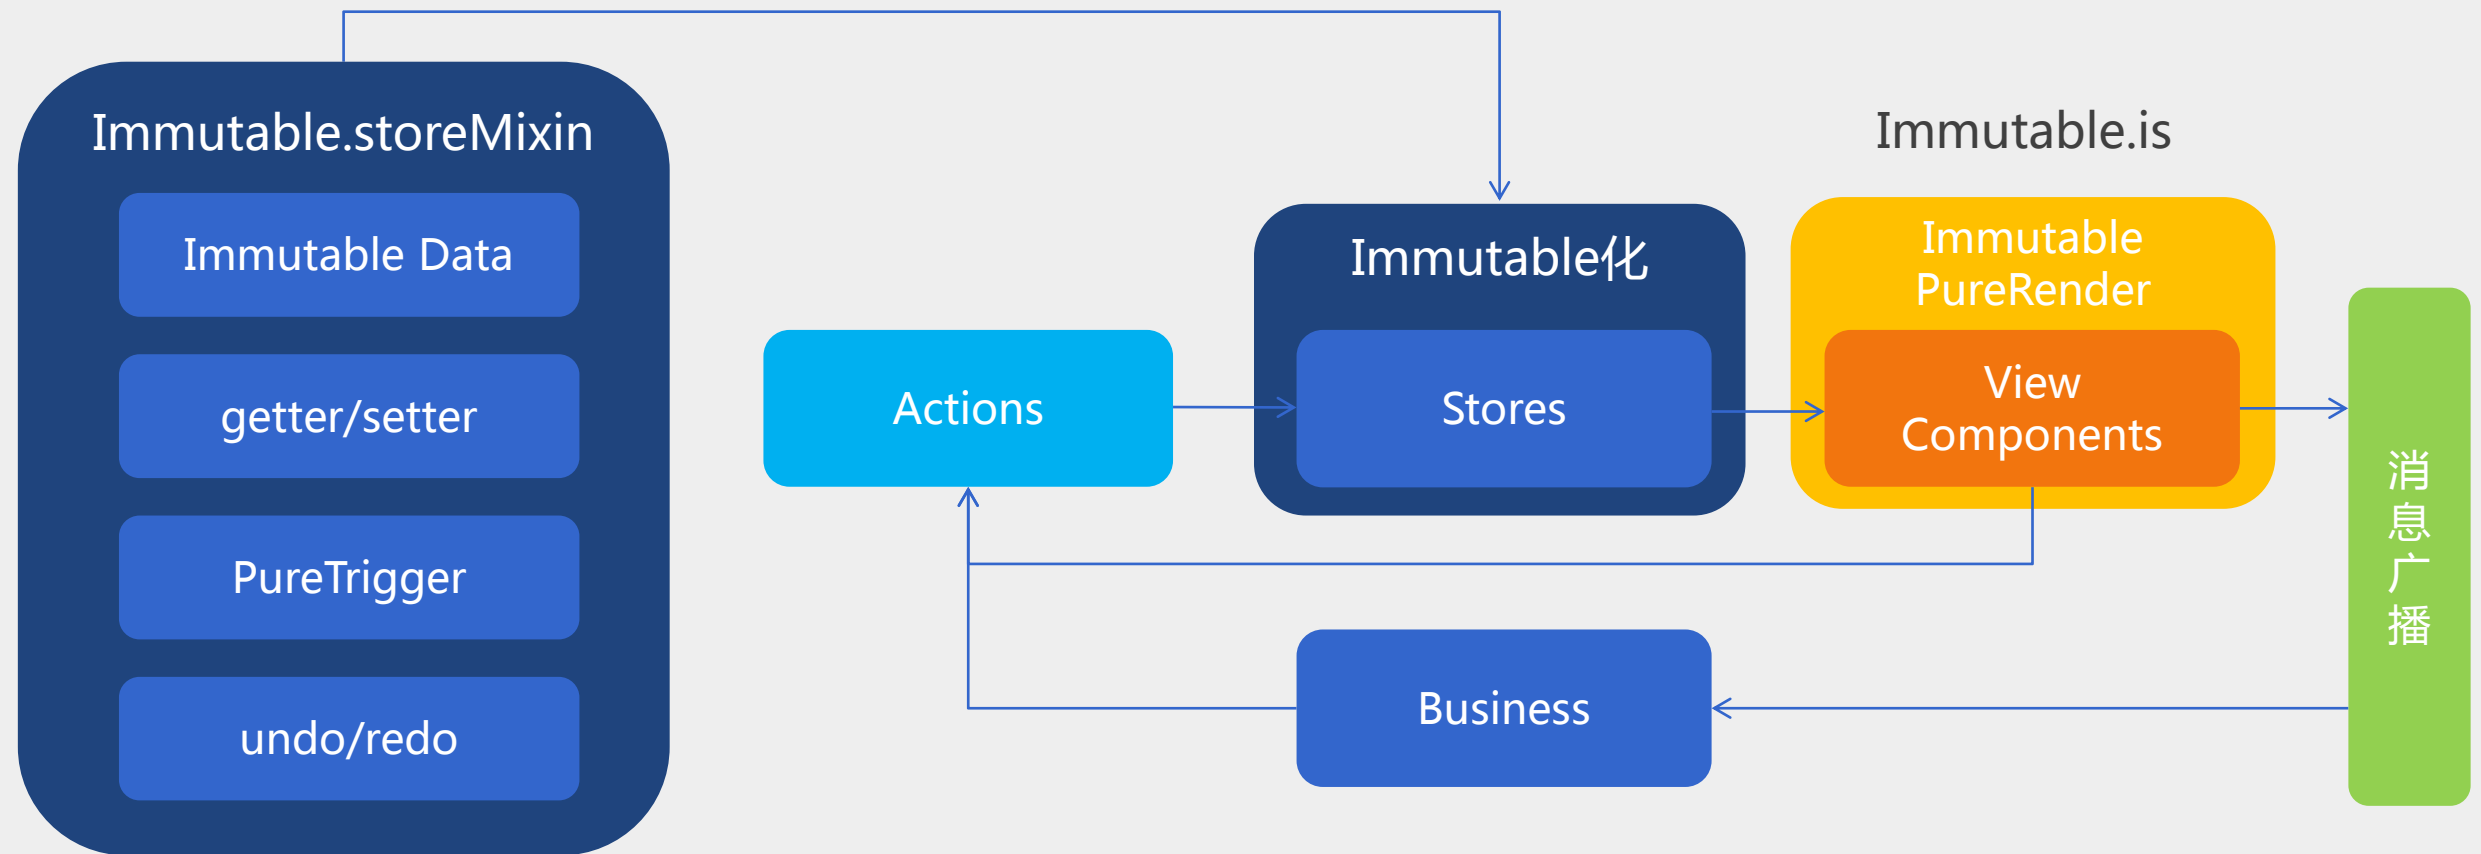 Immutable.storeMixin
Immutable Data
getter/setter
PureTrigger
undo/redo
Actions
Immutable化
Stores
Immutable.is
Immutable
PureRender
View
Components
Business
消
息
广
播